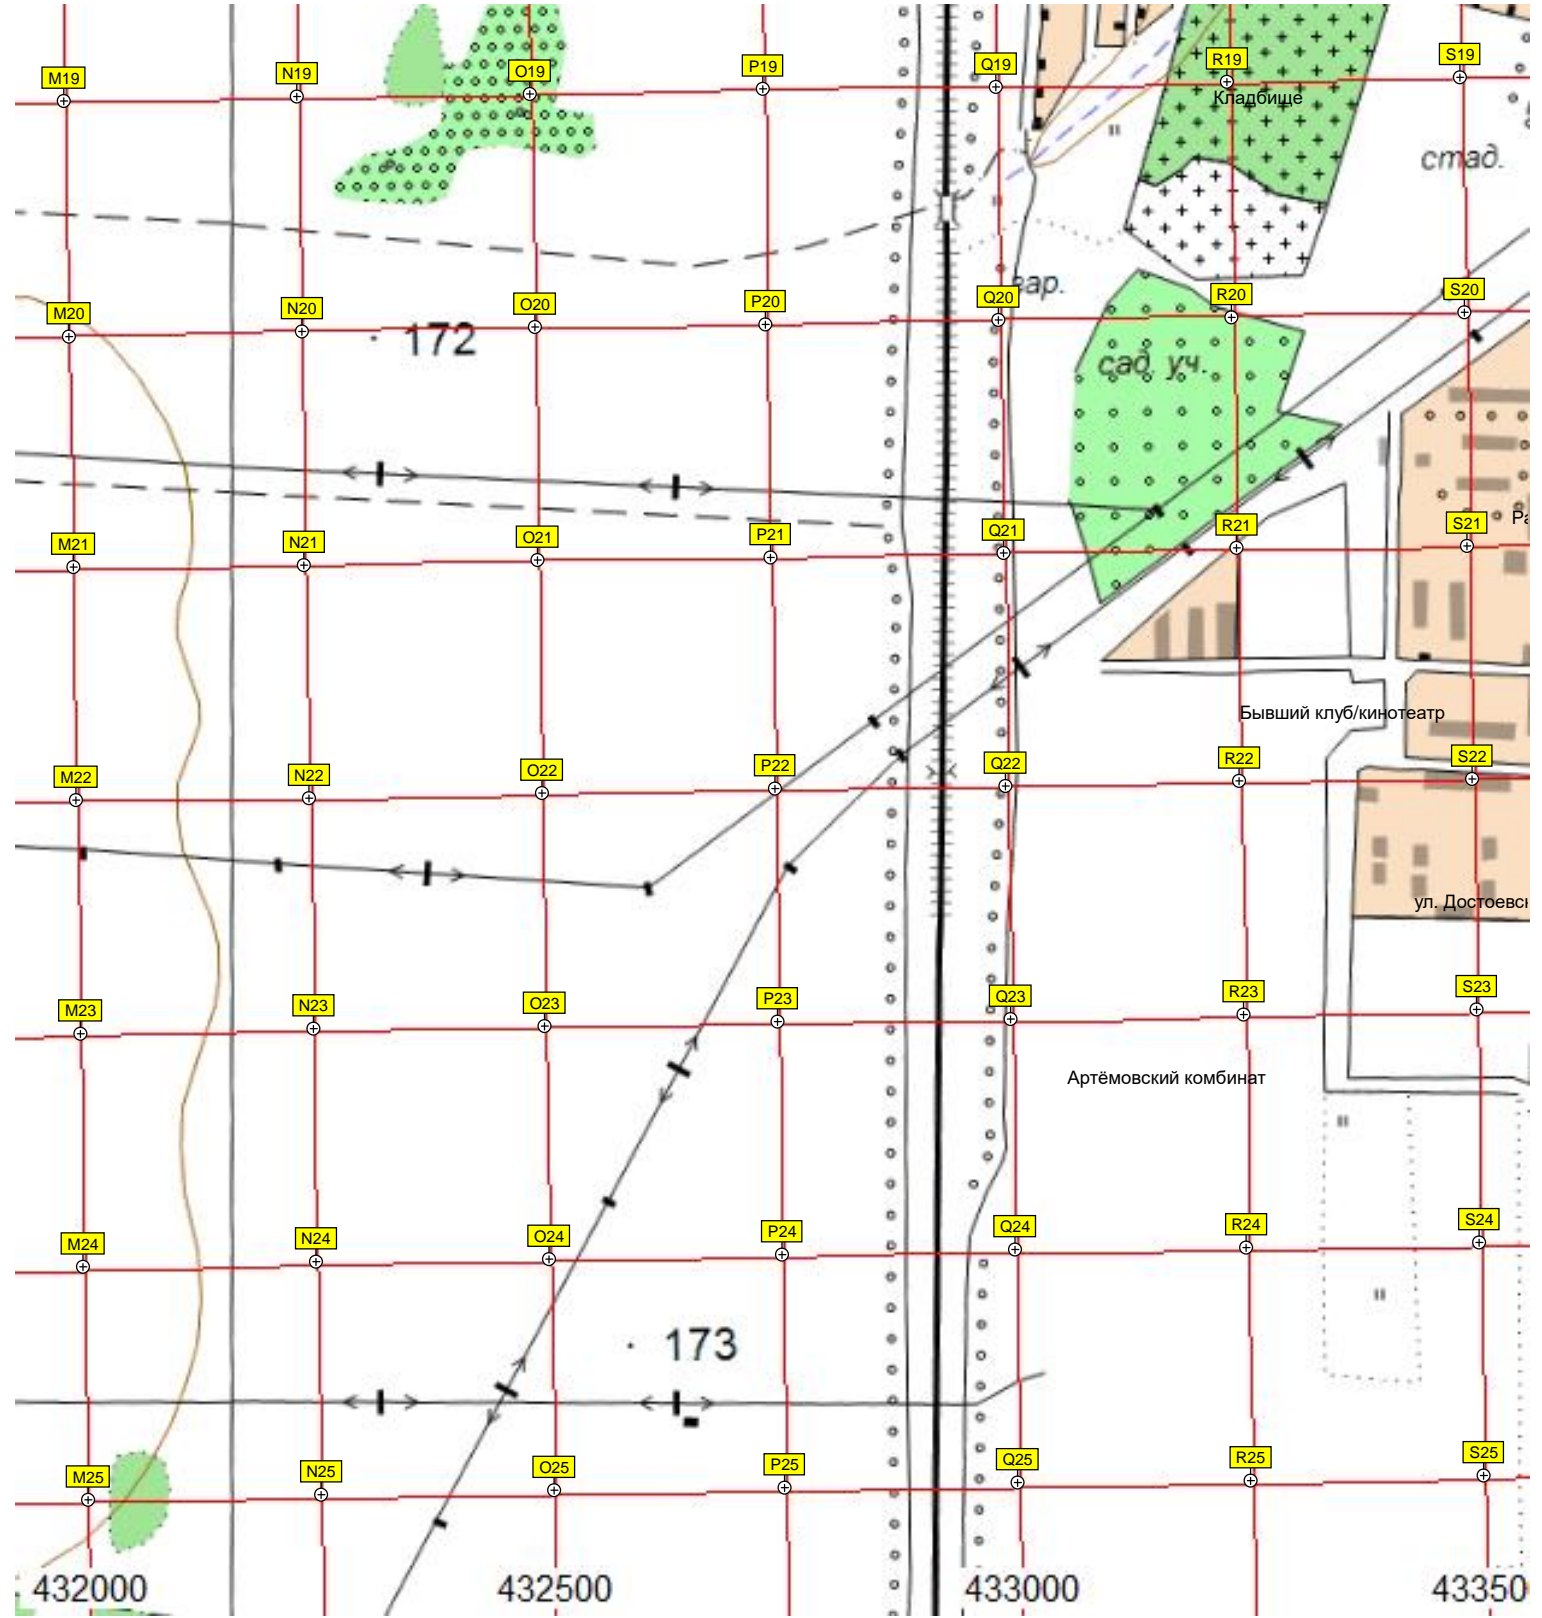 M19 N19 O19 P19 Q19 R19 S19
Кладбище
стад.
M20 N20 O20 P20 Q20 R20 S20
172
сад. уч.
M21 N21 O21 P21 Q21 R21 S21
Бывший клуб/кинотеатр
M22 N22 O22 P22 Q22 R22 S22
ул. Достоевс
M23 N23 O23 P23 Q23 R23 S23
Артёмовский комбинат
M24 N24 O24 P24 Q24 R24 S24
173
M25 N25 O25 P25 Q25 R25 S25
432000 432500 433000 43350